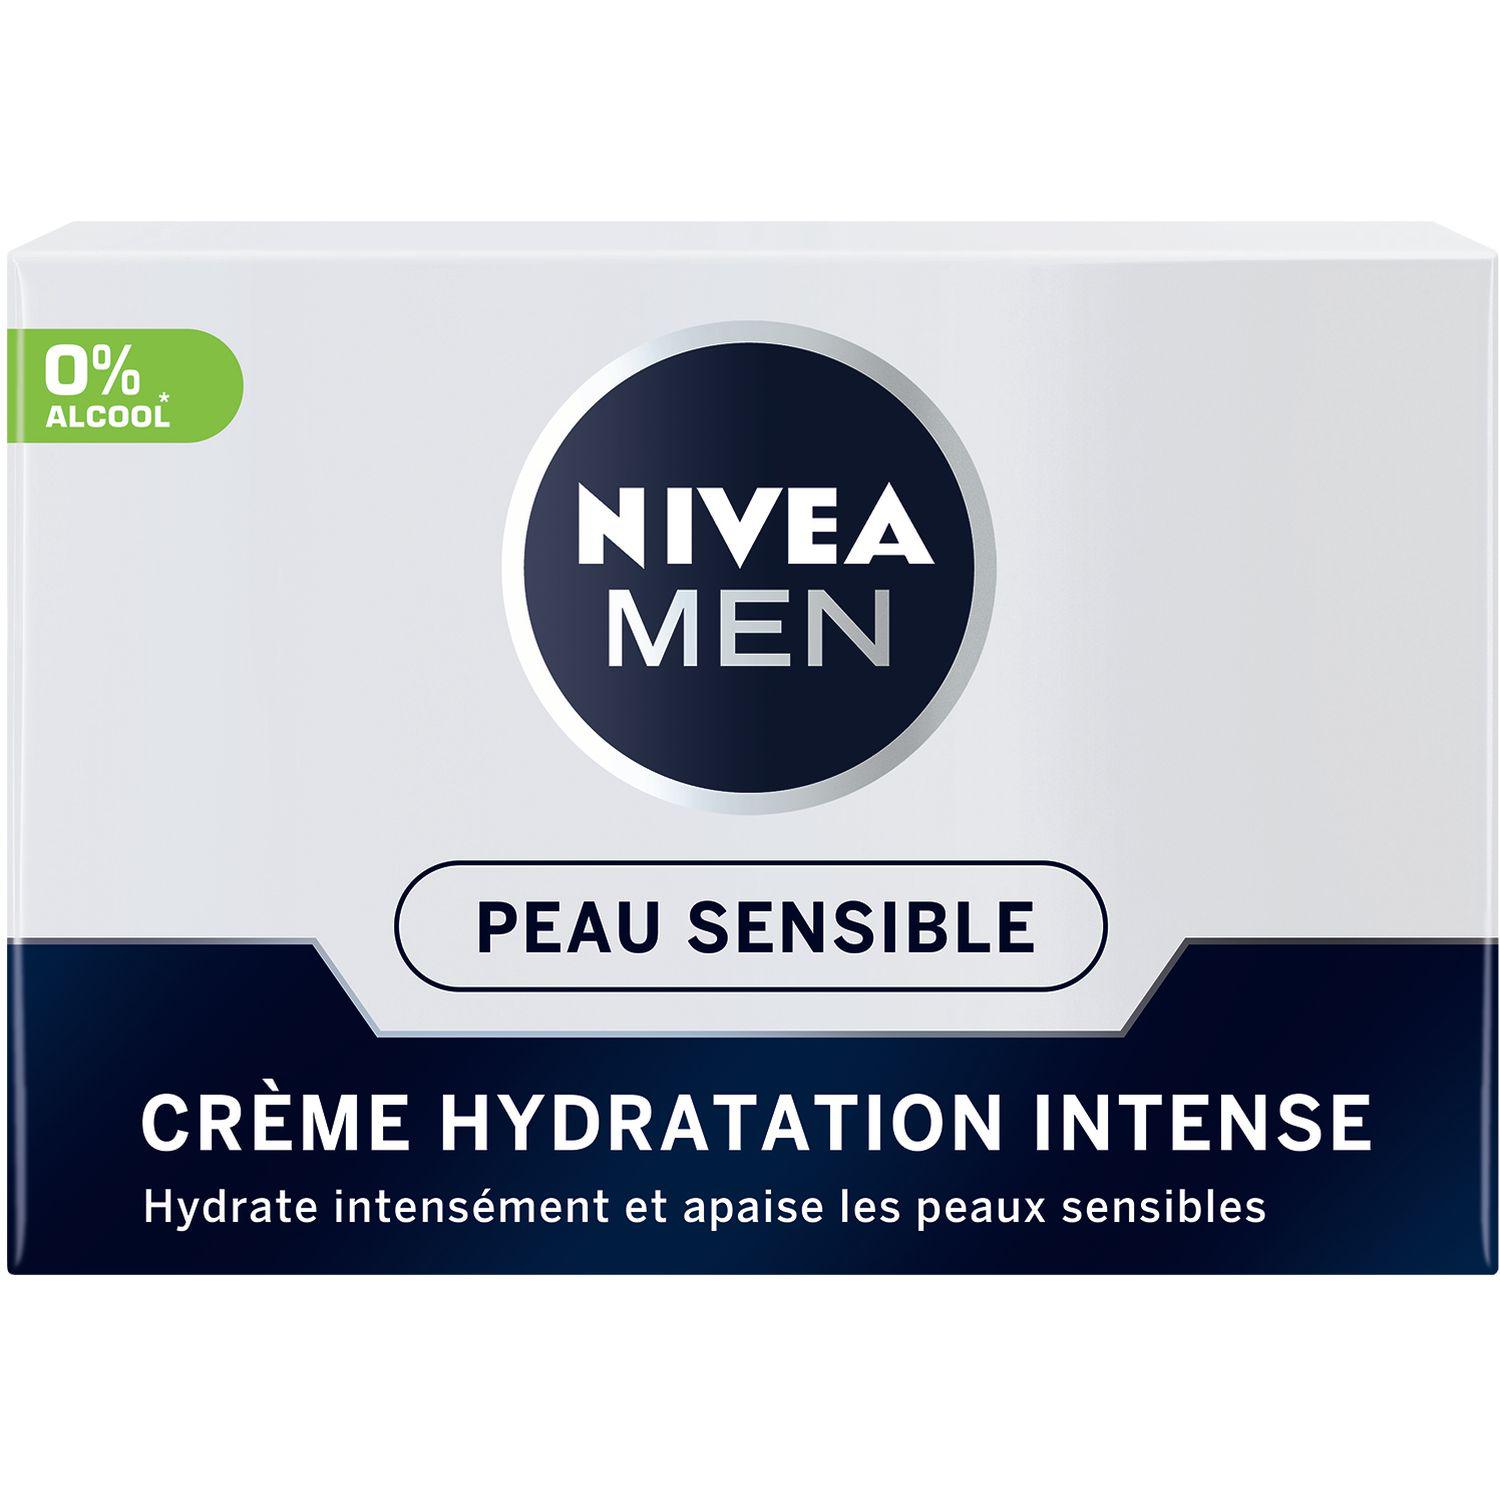 0%
ALCOOL*
NIVEA
MEN
PEAU SENSIBLE
CRÈME HYDRATATION INTENSE
Hydrate intensément et apaise les peaux sensibles